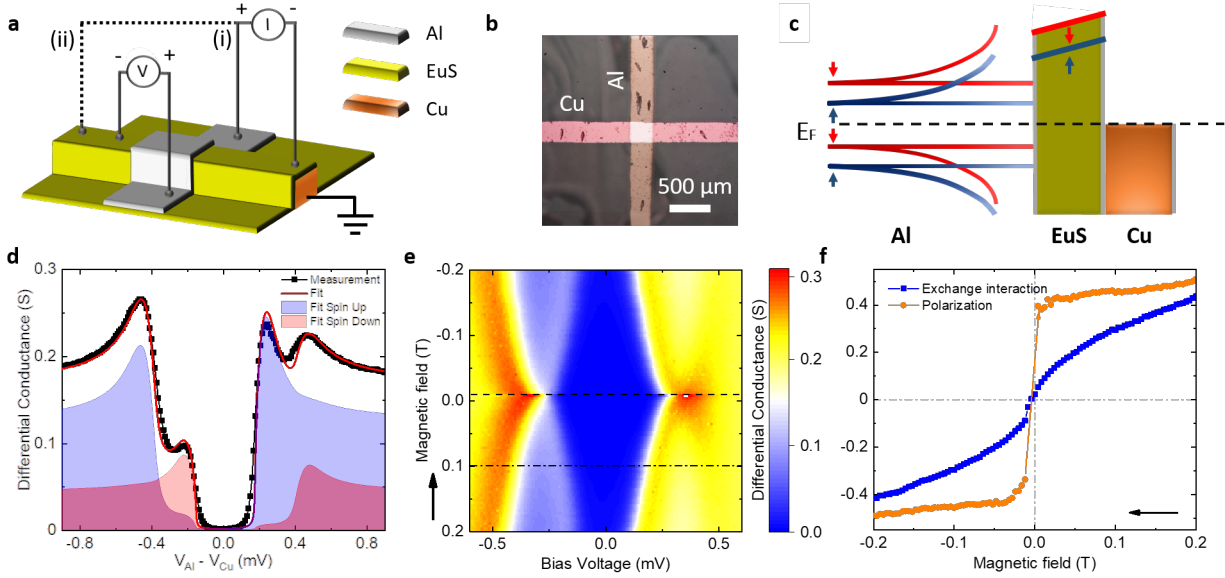 a
(ii)
+
I
-
(i)
-
V
+
Al
EuS
Cu
b
Al
Cu
500 μm
c
EF
Al
EuS
Cu
d
Differential Conductance (S)
0.3
0.2
0.1
0
Measurement
Fit
Fit Spin Up
Fit Spin Down
-0.8
-0.4
0.0
0.4
0.8
VAl - VCu (mV)
e
Magnetic field (T)
-0.2
-0.1
0.0
0.1
0.2
-0.5
0.0
0.5
Bias Voltage (mV)
Differential Conductance (S)
0.3
0.2
0.1
0.0
f
0.4
0.2
0
-0.2
-0.4
Exchange interaction
Polarization
-0.2
-0.1
0.0
0.1
0.2
Magnetic field (T)